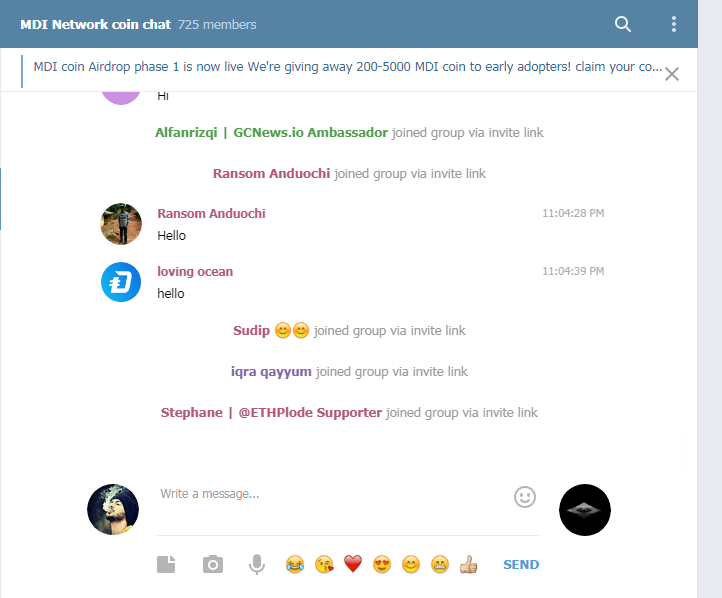 MDI Network coin chat 725 members
MDI coin Airdrop phase 1 is now live We're giving away 200-5000 MDI coin to early adopters! claim your co...
Hi
Alfanrizqi | GCNews.io Ambassador joined group via invite link
Ransom Anduochi joined group via invite link
Ransom Anduochi 11:04:28 PM
Hello
loving ocean 11:04:39 PM
hello
Sudip 😊😊 joined group via invite link
iqra qayyum joined group via invite link
Stephane | @ETHPlode Supporter joined group via invite link
Write a message...
SEND